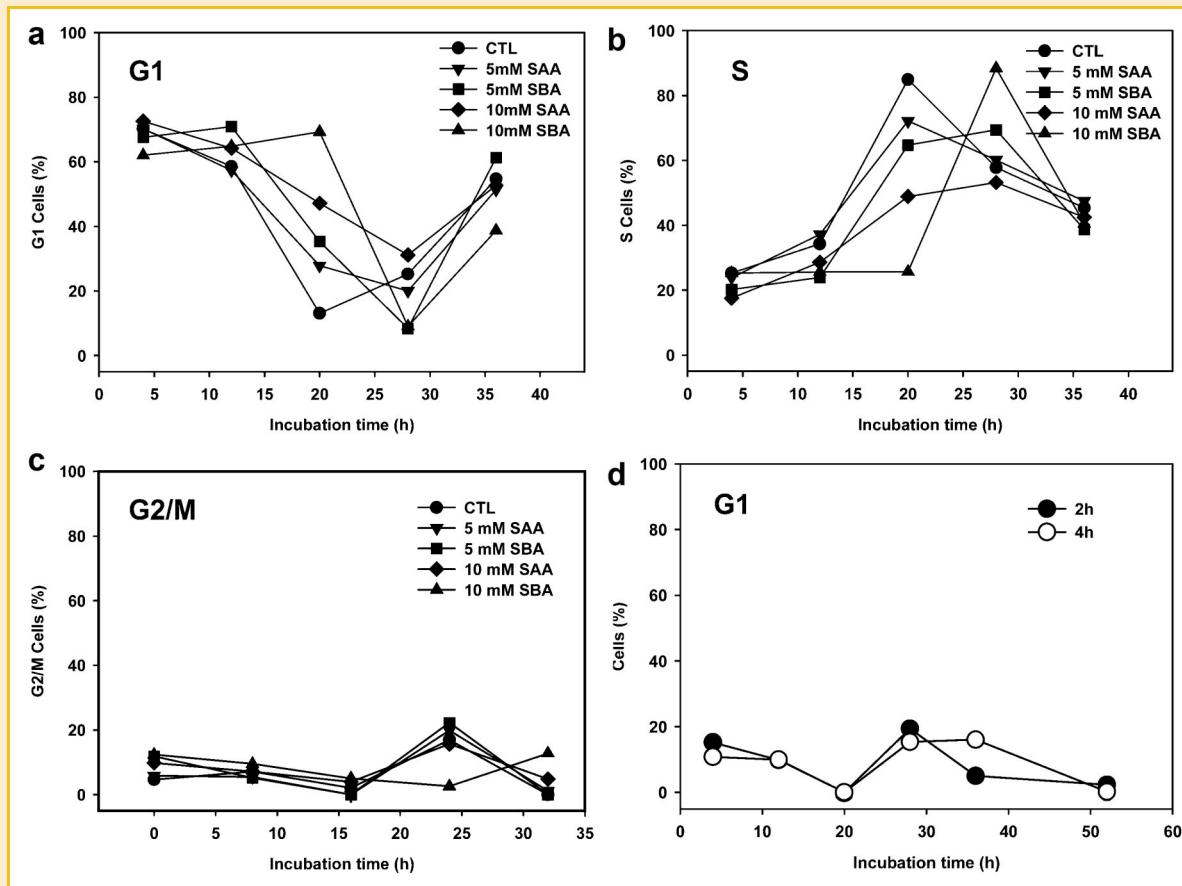 a
G1
G1 Cells (%)
100
80
60
40
20
0
CTL
5mM SAA
5mM SBA
10mM SAA
10mM SBA
0 5 10 15 20 25 30 35 40
Incubation time (h)
b
S
S Cells (%)
100
80
60
40
20
0
CTL
5 mM SAA
5 mM SBA
10 mM SAA
10 mM SBA
0 5 10 15 20 25 30 35 40
Incubation time (h)
c
G2/M
G2/M Cells (%)
100
80
60
40
20
0
CTL
5 mM SAA
5 mM SBA
10 mM SAA
10 mM SBA
0 5 10 15 20 25 30 35
Incubation time (h)
d
G1
Cells (%)
100
80
60
40
20
0
2h
4h
0 10 20 30 40 50 60
Incubation time (h)